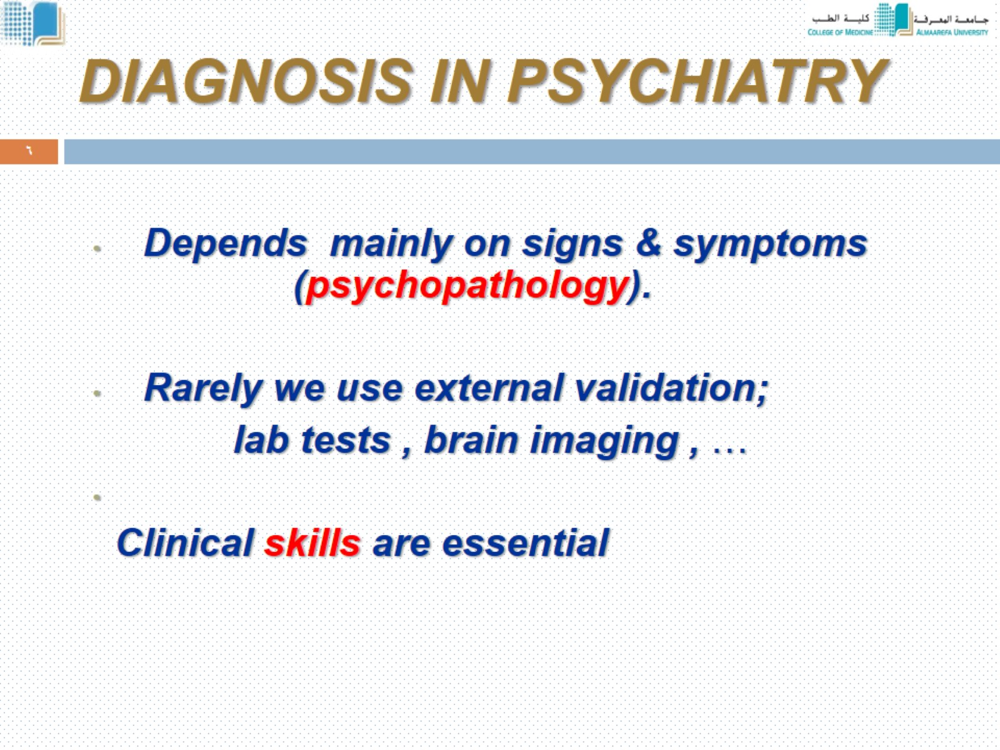 كلية الطب
COLLEGE OF MEDICINE
جامعة المعرفة
ALMAAREFA UNIVERSITY
DIAGNOSIS IN PSYCHIATRY
٦
• Depends mainly on signs & symptoms
(psychopathology).
• Rarely we use external validation;
lab tests , brain imaging , …
•
Clinical skills are essential